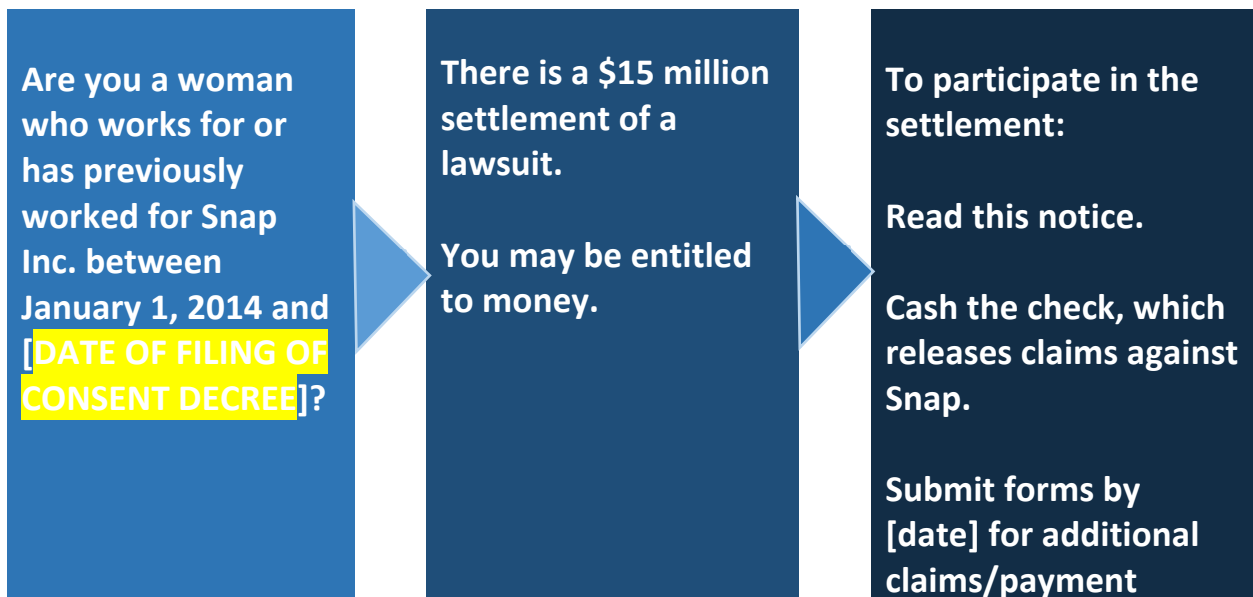 Are you a woman
who works for or
has previously
worked for Snap
Inc. between
January 1, 2014 and
[DATE OF FILING OF
CONSENT DECREE]?
There is a $15 million
settlement of a
lawsuit.
You may be entitled
to money.
To participate in the
settlement:
Read this notice.
Cash the check, which
releases claims against
Snap.
Submit forms by
[date] for additional
claims/payment